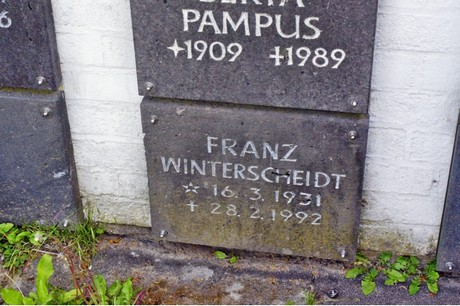 PAMPUS
✶1909 ✝1989
FRANZ
WINTERSCHEIDT
☆ 16.3.1931
✝ 28.2.1992